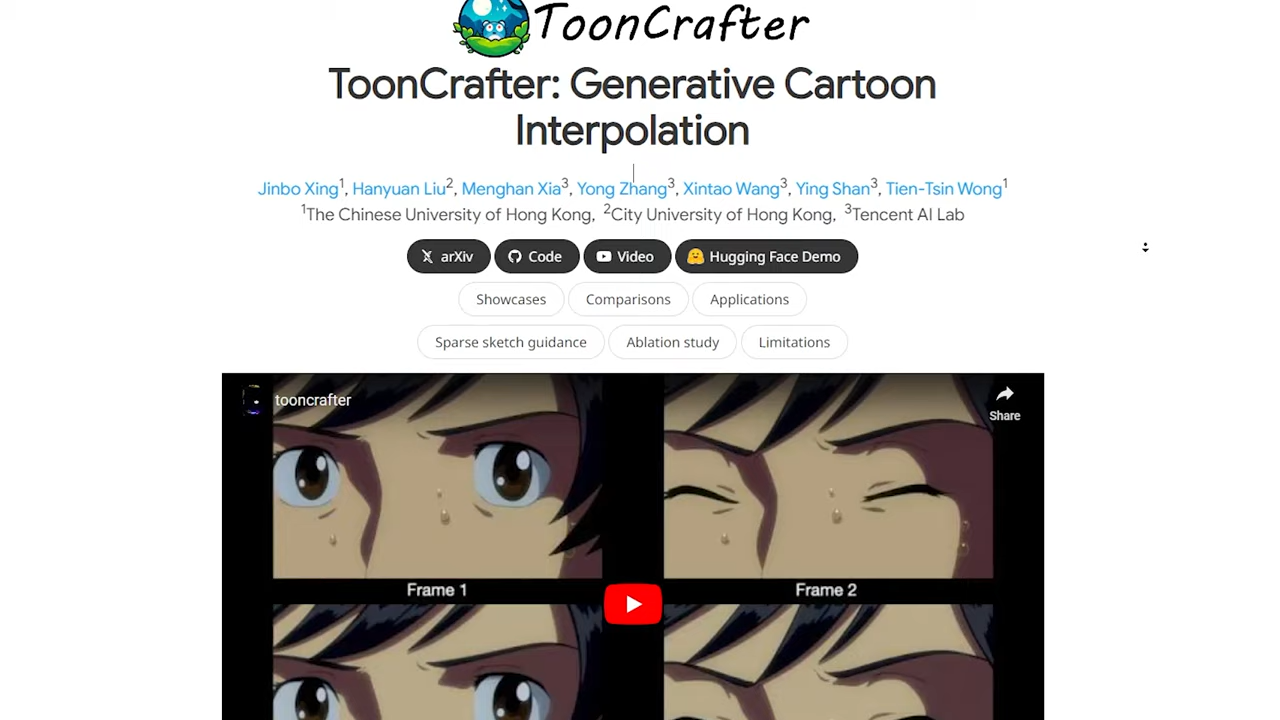 ToonCrafter
ToonCrafter: Generative Cartoon
Interpolation
Jinbo Xing1, Hanyuan Liu2, Menghan Xia3, Yong Zhang3, Xintao Wang3, Ying Shan3, Tien-Tsin Wong1
1The Chinese University of Hong Kong, 2City University of Hong Kong, 3Tencent AI Lab
arXiv Code Video Hugging Face Demo
Showcases Comparisons Applications
Sparse sketch guidance Ablation study Limitations
tooncrafter
Share
Frame 1 Frame 2